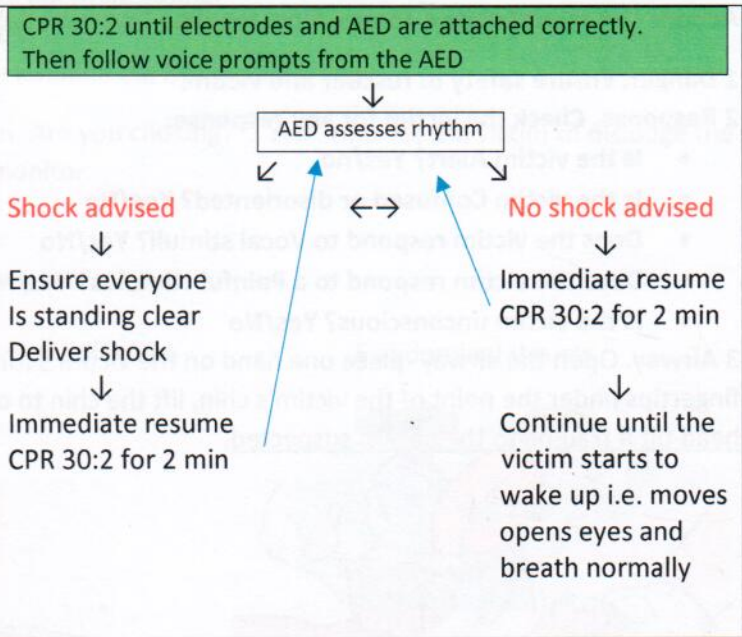 CPR 30:2 until electrodes and AED are attached correctly.
Then follow voice prompts from the AED
AED assesses rhythm
Shock advised
No shock advised
Ensure everyone
Is standing clear
Deliver shock
Immediate resume
CPR 30:2 for 2 min
Immediate resume
CPR 30:2 for 2 min
Continue until the
victim starts to
wake up i.e. moves
opens eyes and
breath normally